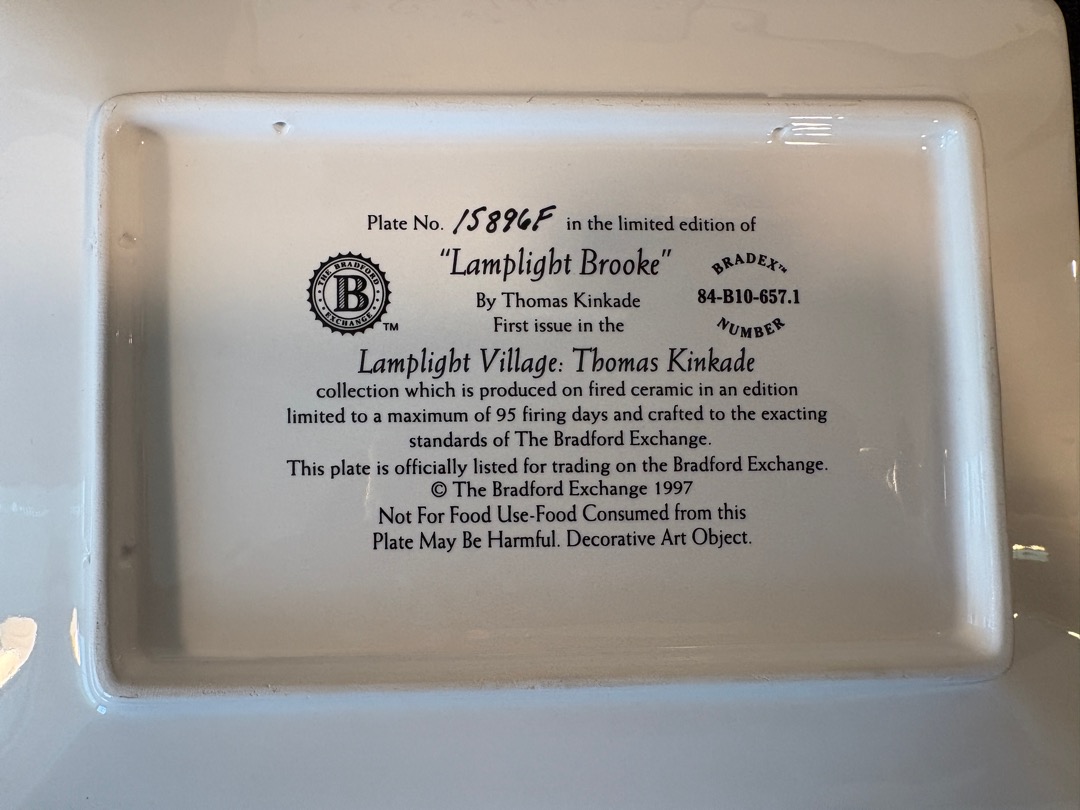 Plate No. 15896F in the limited edition of
"Lamplight Brooke"
THE BRADFORD
B
EXCHANGE
TM
By Thomas Kinkade
First issue in the
BRADEX™
84-B10-657.1
NUMBER
Lamplight Village: Thomas Kinkade
collection which is produced on fired ceramic in an edition
limited to a maximum of 95 firing days and crafted to the exacting
standards of The Bradford Exchange.
This plate is officially listed for trading on the Bradford Exchange.
© The Bradford Exchange 1997
Not For Food Use-Food Consumed from this
Plate May Be Harmful. Decorative Art Object.